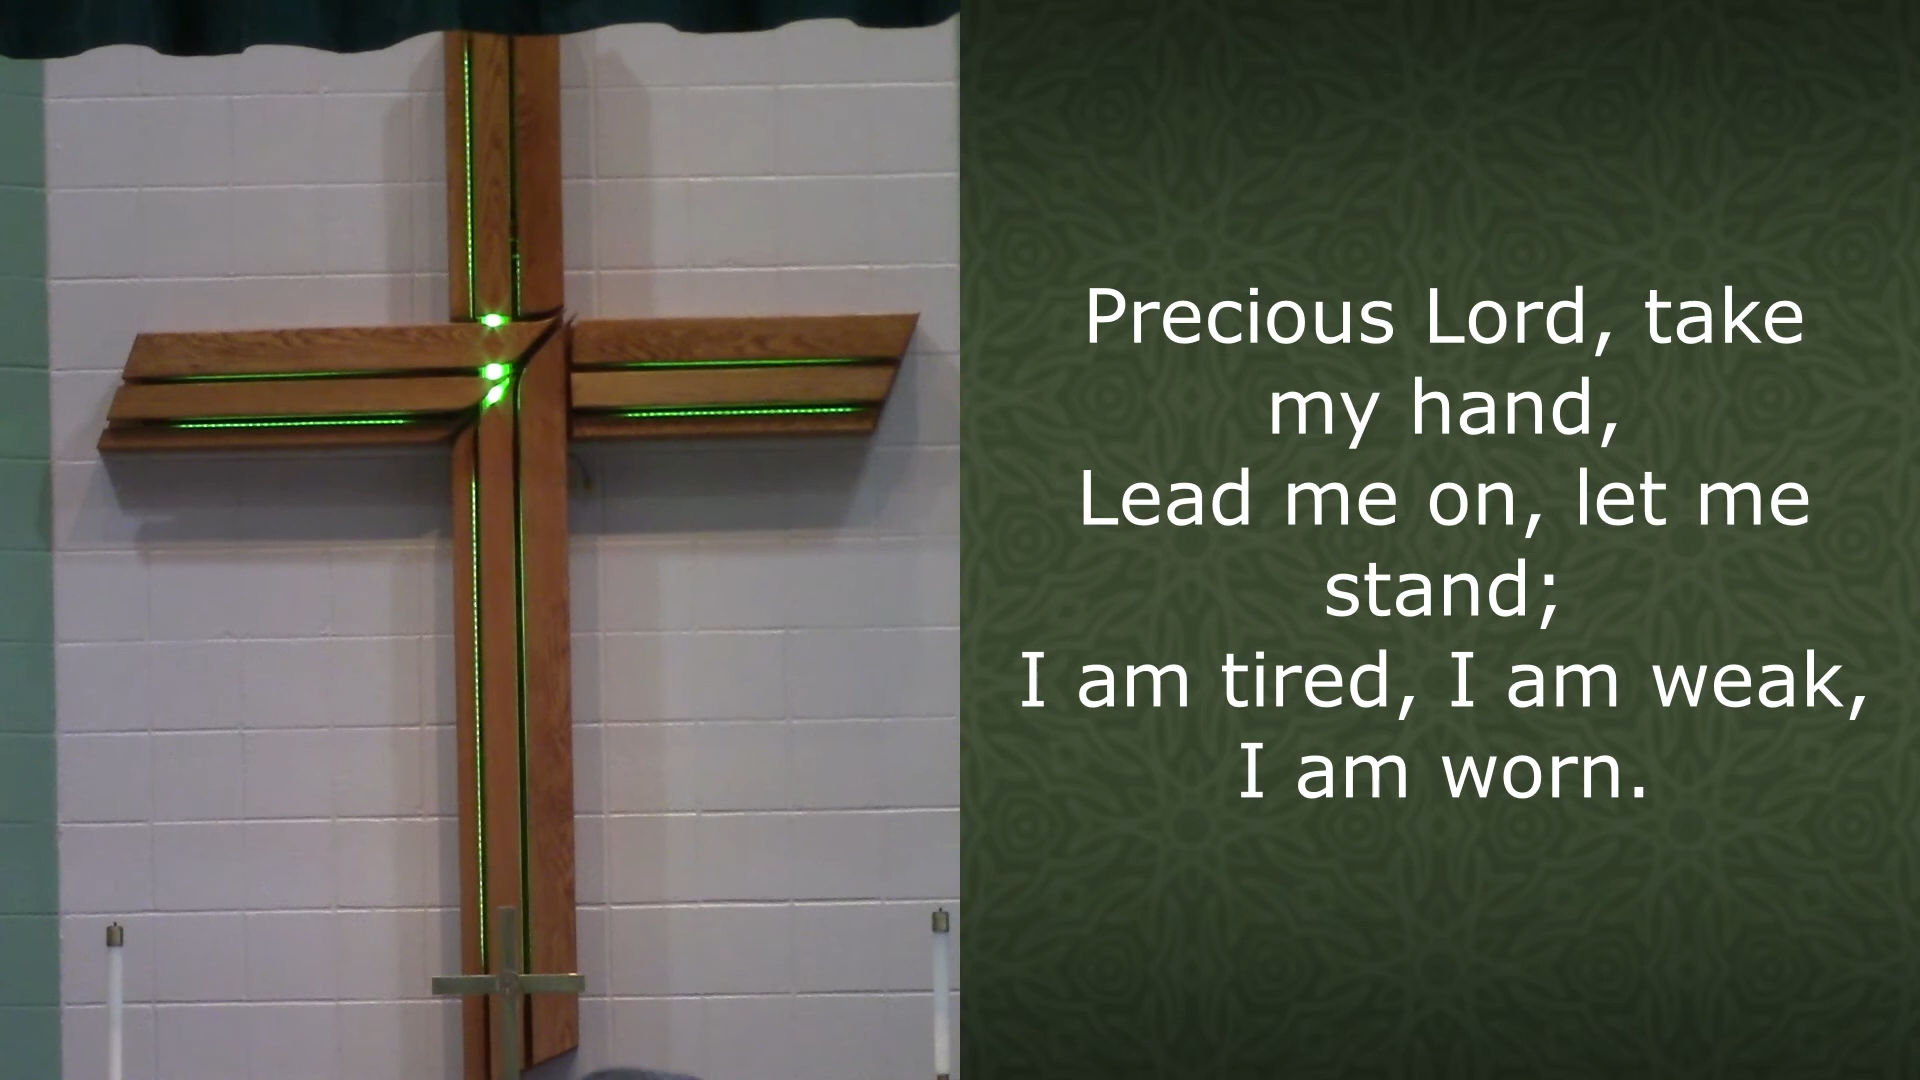 Precious Lord, take
my hand,
Lead me on, let me
stand;
I am tired, I am weak,
I am worn.